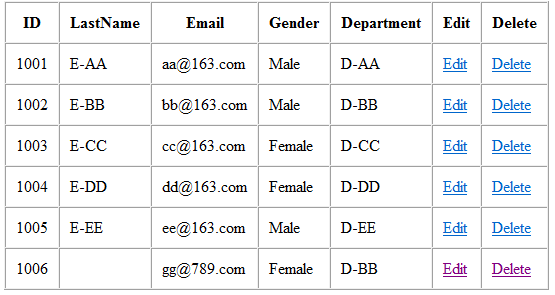 ID LastName Email Gender Department Edit Delete
1001 E-AA aa@163.com Male D-AA Edit Delete
1002 E-BB bb@163.com Male D-BB Edit Delete
1003 E-CC cc@163.com Female D-CC Edit Delete
1004 E-DD dd@163.com Female D-DD Edit Delete
1005 E-EE ee@163.com Male D-EE Edit Delete
1006 gg@789.com Female D-BB Edit Delete